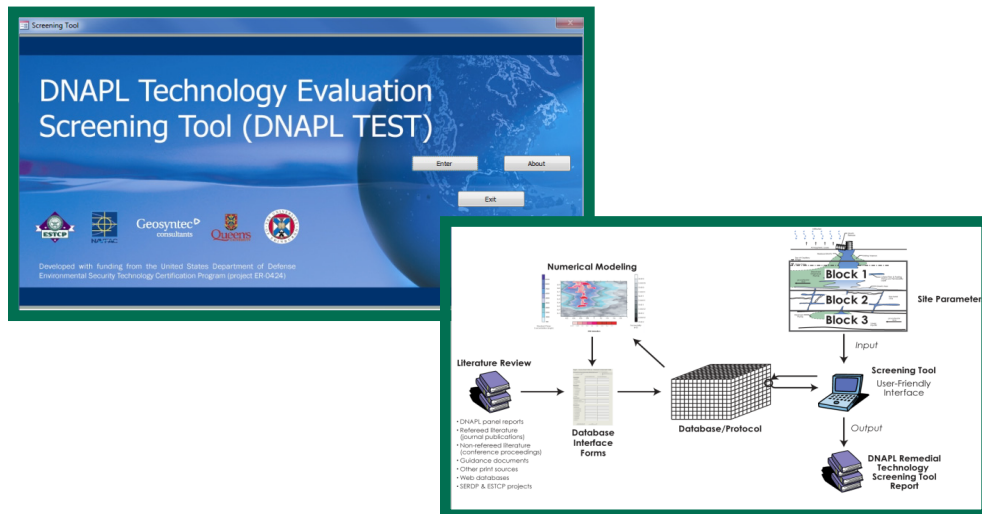 Screening Tool
DNAPL Technology Evaluation
Screening Tool (DNAPL TEST)
Enter
About
Exit
ESTCP
Geosyntec
consultants
Queen's
Developed with funding from the United States Department of Defense
Environmental Security Technology Certification Program (project ER-0424)
Numerical Modeling
Block 1
Block 2
Block 3
Site Parameter
Input
Literature Review
Screening Tool
User-Friendly
Interface
• DNAPL panel reports
• Refereed literature
(journal publications)
• Non-refereed literature
(conference proceedings)
• Guidance documents
• Other print sources
• Web databases
• SERDP & ESTCP projects
Database
Interface
Forms
Database/Protocol
Output
DNAPL Remedial
Technology
Screening Tool
Report